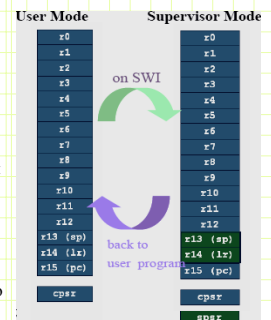 User Mode
r0
r1
r2
r3
r4
r5
r6
r7
r8
r9
r10
r11
r12
r13 (sp)
r14 (lr)
r15 (pc)
cpsr
on SWI
back to
user program
Supervisor Mode
r0
r1
r2
r3
r4
r5
r6
r7
r8
r9
r10
r11
r12
r13 (sp)
r14 (lr)
r15 (pc)
cpsr
spsr